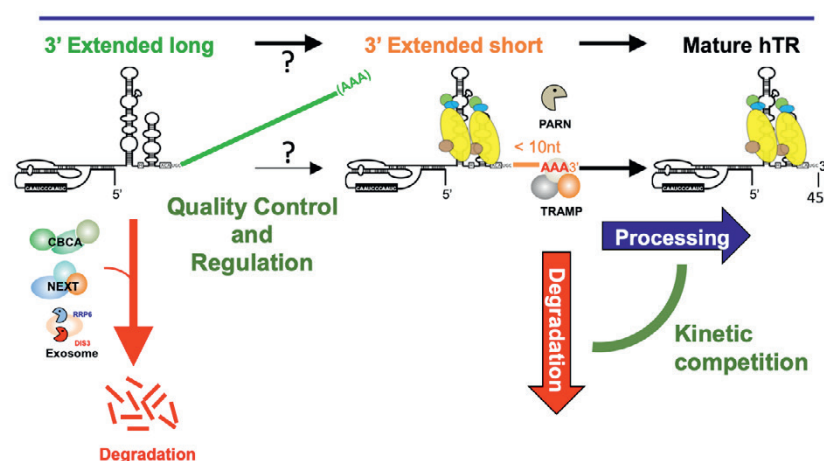 3' Extended long
?
3' Extended short
Mature hTR
(AAA)
PARN
?
< 10nt
AAA3'
TRAMP
CAAUCCCAAUC
5'
CAAUCCCAAUC
5'
CAAUCCCAAUC
5'
3'
45
Quality Control
and
Regulation
Processing
CBCA
NEXT
RRP6
DIS3
Exosome
Degradation
Kinetic
competition
Degradation